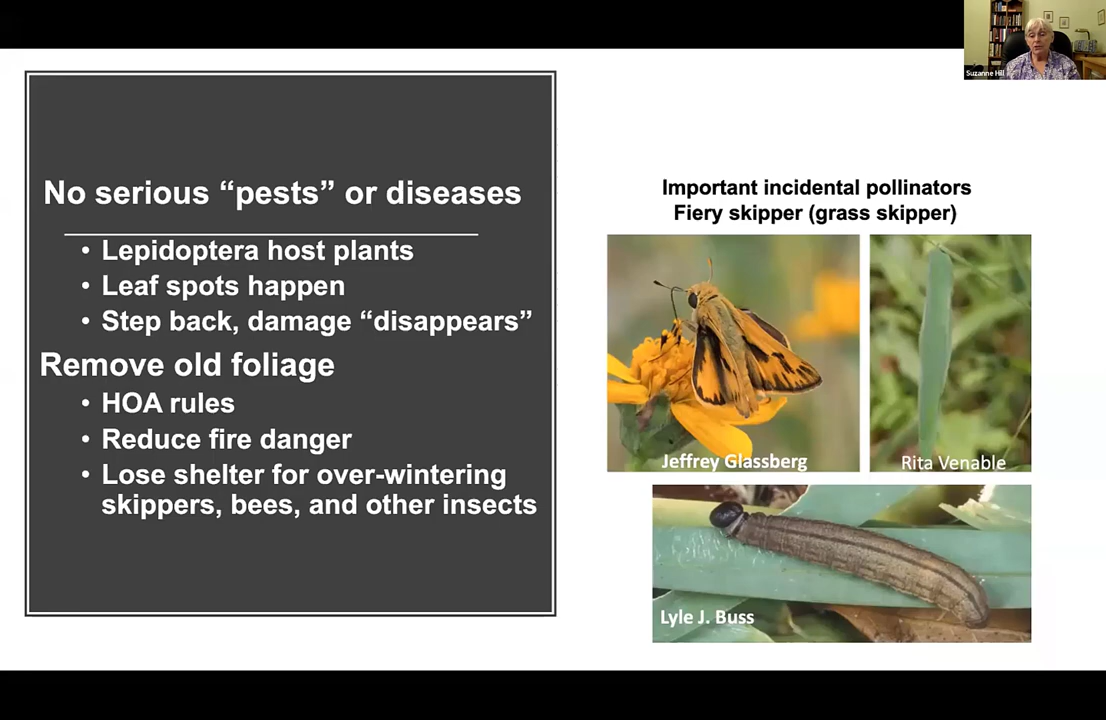 Suzanne Hill
No serious “pests” or diseases
• Lepidoptera host plants
• Leaf spots happen
• Step back, damage “disappears”
Remove old foliage
• HOA rules
• Reduce fire danger
• Lose shelter for over-wintering
skippers, bees, and other insects
Important incidental pollinators
Fiery skipper (grass skipper)
Jeffrey Glassberg
Rita Venable
Lyle J. Buss